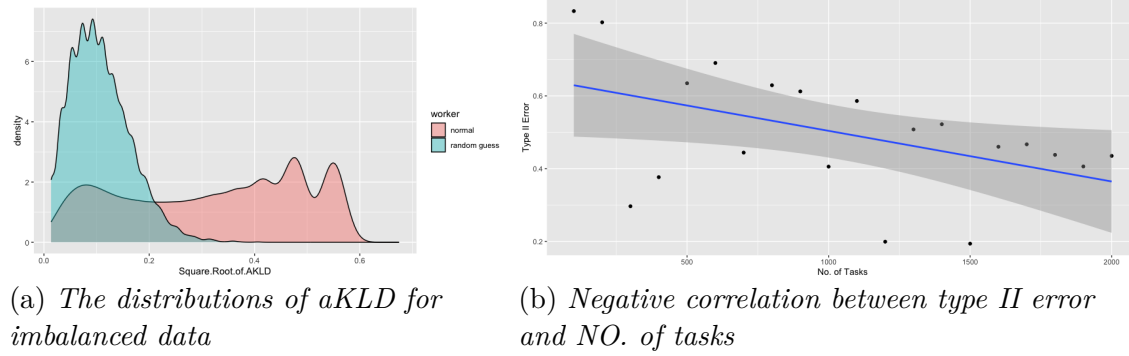 6
4
2
0
density
0.0
0.2
0.4
0.6
Square.Root.of.AKLD
worker
normal
random guess
0.8
0.6
0.4
0.2
Type II Error
500
1000
1500
2000
No. of Tasks
(a) The distributions of aKLD for
imbalanced data
(b) Negative correlation between type II error
and NO. of tasks